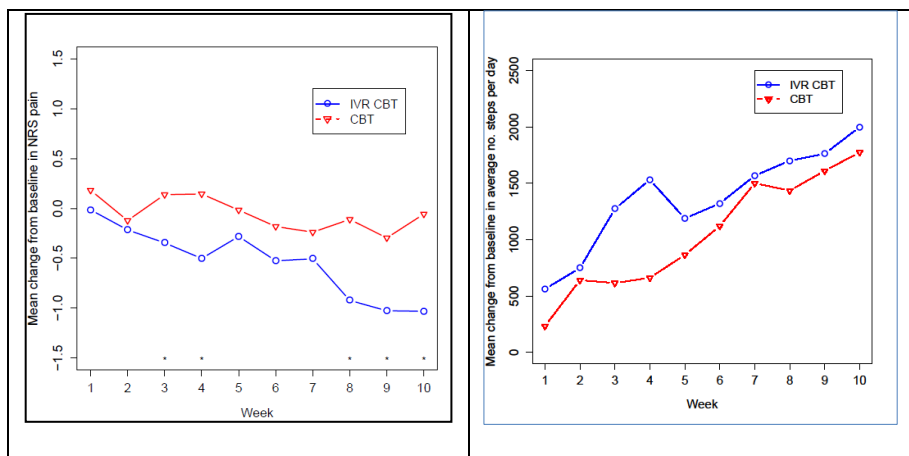 Mean change from baseline in NRS pain
1.5
1.0
0.5
0.0
−0.5
−1.0
−1.5
IVR CBT
CBT
* * * * *
1 2 3 4 5 6 7 8 9 10
Week
Mean change from baseline in average no. steps per day
2500
2000
1500
1000
500
0
IVR CBT
CBT
1 2 3 4 5 6 7 8 9 10
Week